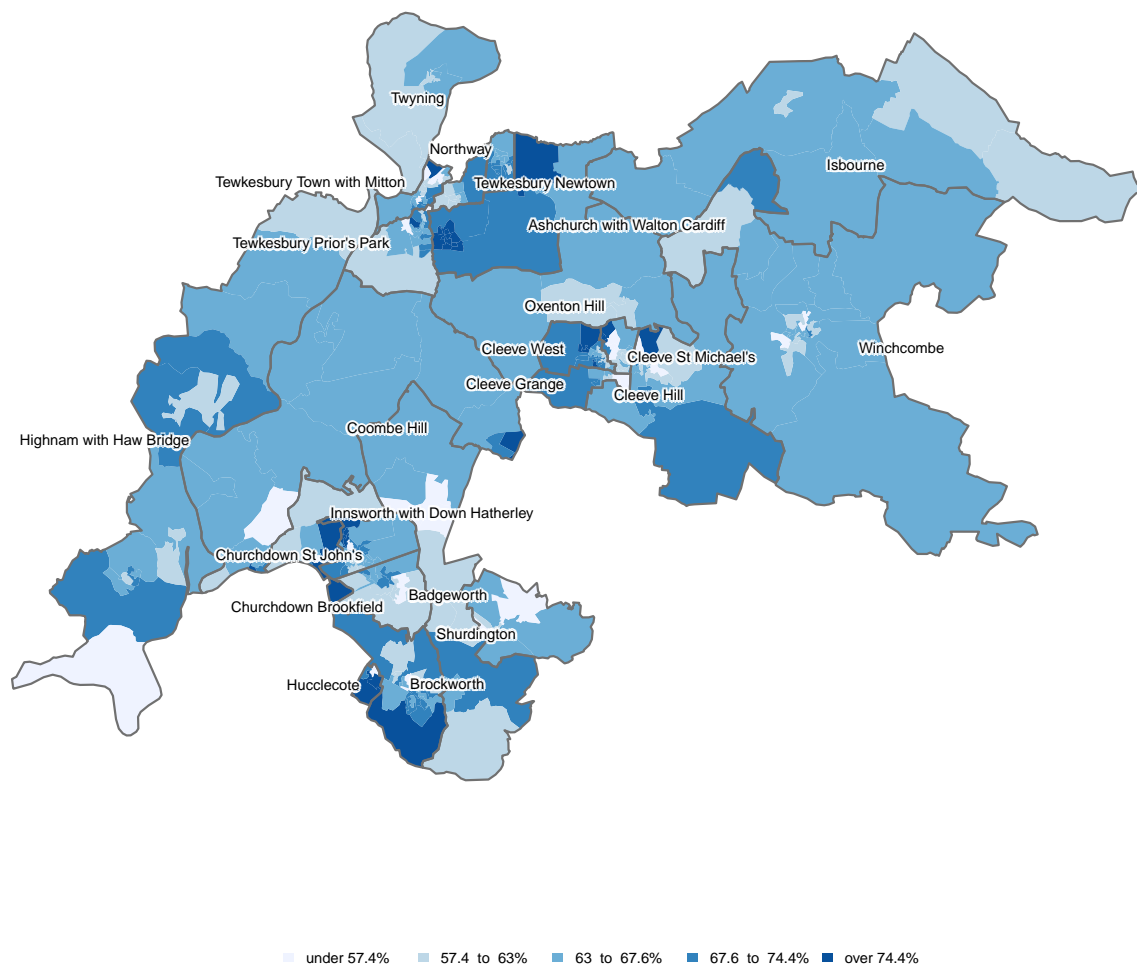 Twyning
Northway
Isbourne
Tewkesbury Town with Mitton
Tewkesbury Newtown
Ashchurch with Walton Cardiff
Tewkesbury Prior's Park
Oxenton Hill
Cleeve West
Cleeve St Michael's
Winchcombe
Cleeve Grange
Cleeve Hill
Coombe Hill
Highnam with Haw Bridge
Innsworth with Down Hatherley
Churchdown St John's
Badgeworth
Churchdown Brookfield
Shurdington
Hucclecote
Brockworth
under 57.4% 57.4 to 63% 63 to 67.6% 67.6 to 74.4% over 74.4%